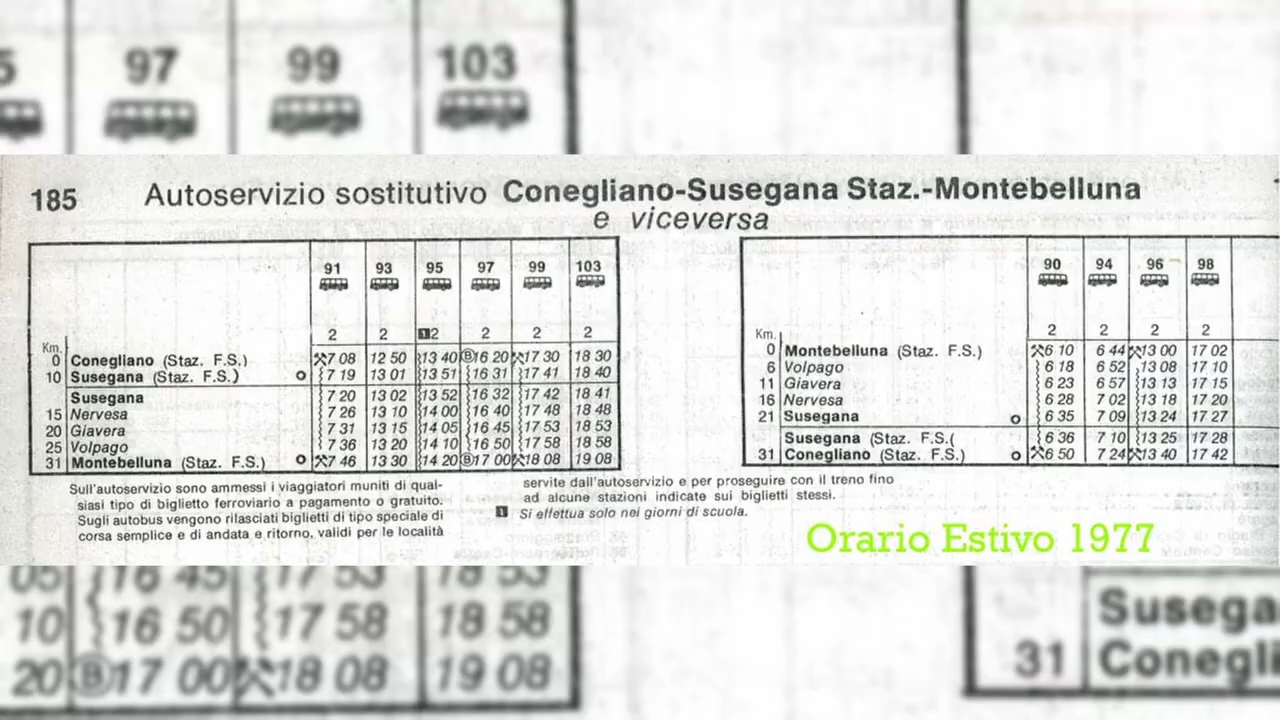 97 99 103
185 Autoservizio sostitutivo Conegliano-Susegana Staz.-Montebelluna
e viceversa
91 93 95 97 99 103
2 2 1 2 2 2 2
Km.
0 Conegliano (Staz. F.S.) 7 08 12 50 13 40 B 16 20 17 30 18 30
10 Susegana (Staz. F.S.) o 7 19 13 01 13 51 16 31 17 41 18 40
Susegana 7 20 13 02 13 52 16 32 17 42 18 41
15 Nervesa 7 26 13 10 14 00 16 40 17 48 18 48
20 Giavera 7 31 13 15 14 05 16 45 17 53 18 53
25 Volpago 7 36 13 20 14 10 16 50 17 58 18 58
31 Montebelluna (Staz. F.S.) o 7 46 13 30 14 20 B 17 00 18 08 19 08
Sull'autoservizio sono ammessi i viaggiatori muniti di qual-
siasi tipo di biglietto ferroviario a pagamento o gratuito.
Sugli autobus vengono rilasciati biglietti di tipo speciale di
corsa semplice e di andata e ritorno, validi per le località
servite dall'autoservizio e per proseguire con il treno fino
ad alcune stazioni indicate sui biglietti stessi.
1 Si effettua solo nei giorni di scuola.
90 94 96 98
2 2 2 2
Km.
0 Montebelluna (Staz. F.S.) 6 10 6 44 13 00 17 02
6 Volpago 6 18 6 52 13 08 17 10
11 Giavera 6 23 6 57 13 13 17 15
16 Nervesa 6 28 7 02 13 18 17 20
21 Susegana o 6 35 7 09 13 24 17 27
Susegana (Staz. F.S.( 6 36 7 10 13 25 17 28
31 Conegliano (Staz. F.S.) o 6 50 7 24 13 40 17 42
Orario Estivo 1977
05 16 45 17 53 18 53
10 16 50 17 58 18 58
20 B 17 00 18 08 19 08
Susega
31 Conegli